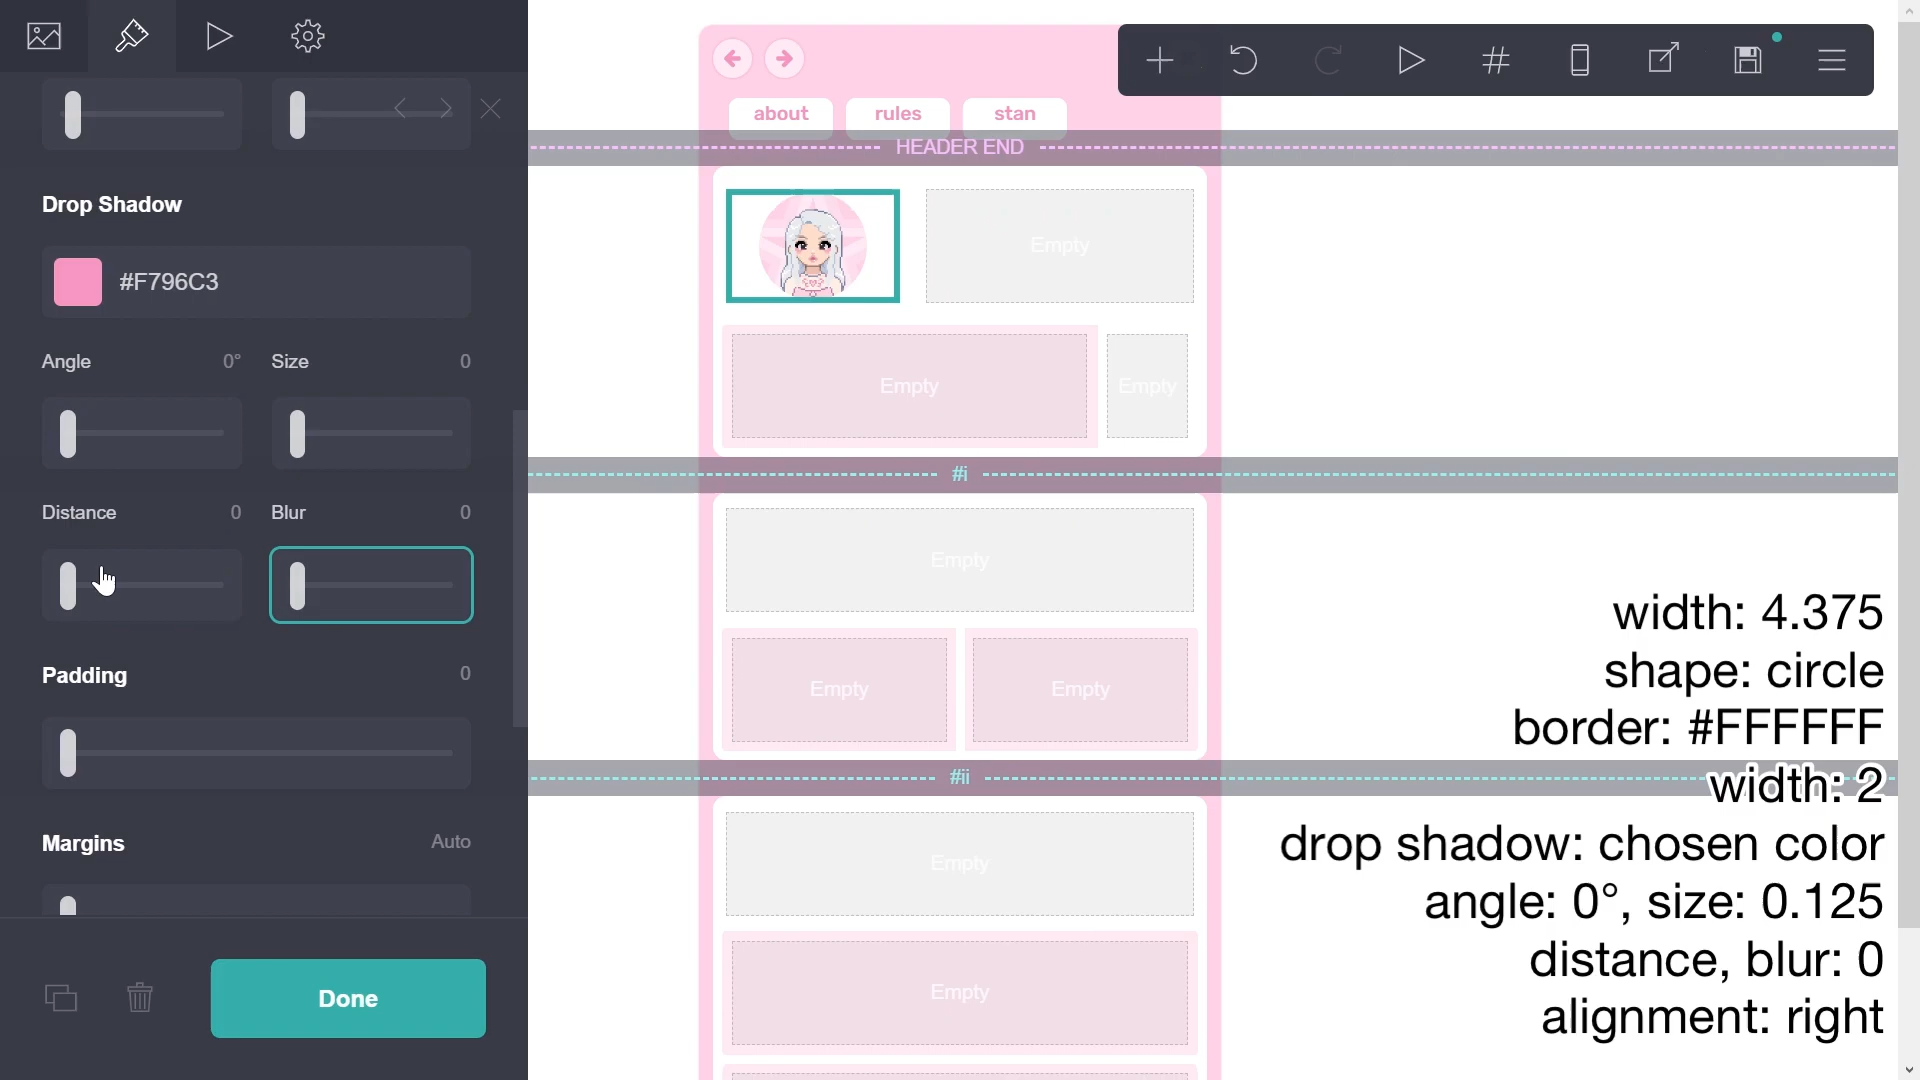 Drop Shadow
#F796C3
Angle 0° Size 0
Distance 0 Blur 0
Padding 0
Margins Auto
Done
about rules stan
HEADER END
Empty
Empty Empty
#i
Empty
Empty Empty
#ii
Empty
Empty
width: 4.375
shape: circle
border: #FFFFFF
width: 2
drop shadow: chosen color
angle: 0°, size: 0.125
distance, blur: 0
alignment: right